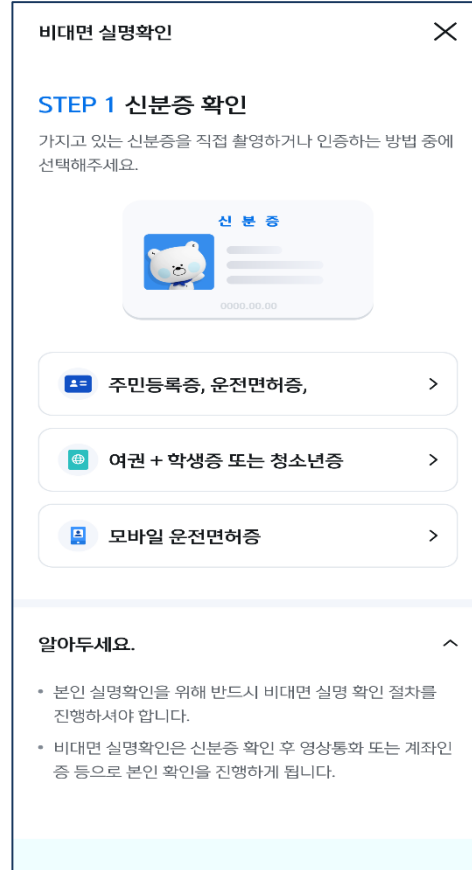 비대면 실명확인
STEP 1 신분증 확인
가지고 있는 신분증을 직접 촬영하거나 인증하는 방법 중에
선택해주세요.
신 분 증
0000.00.00
주민등록증, 운전면허증,
여권 + 학생증 또는 청소년증
모바일 운전면허증
알아두세요.
• 본인 실명확인을 위해 반드시 비대면 실명 확인 절차를
진행하셔야 합니다.
• 비대면 실명확인은 신분증 확인 후 영상통화 또는 계좌인
증 등으로 본인 확인을 진행하게 됩니다.